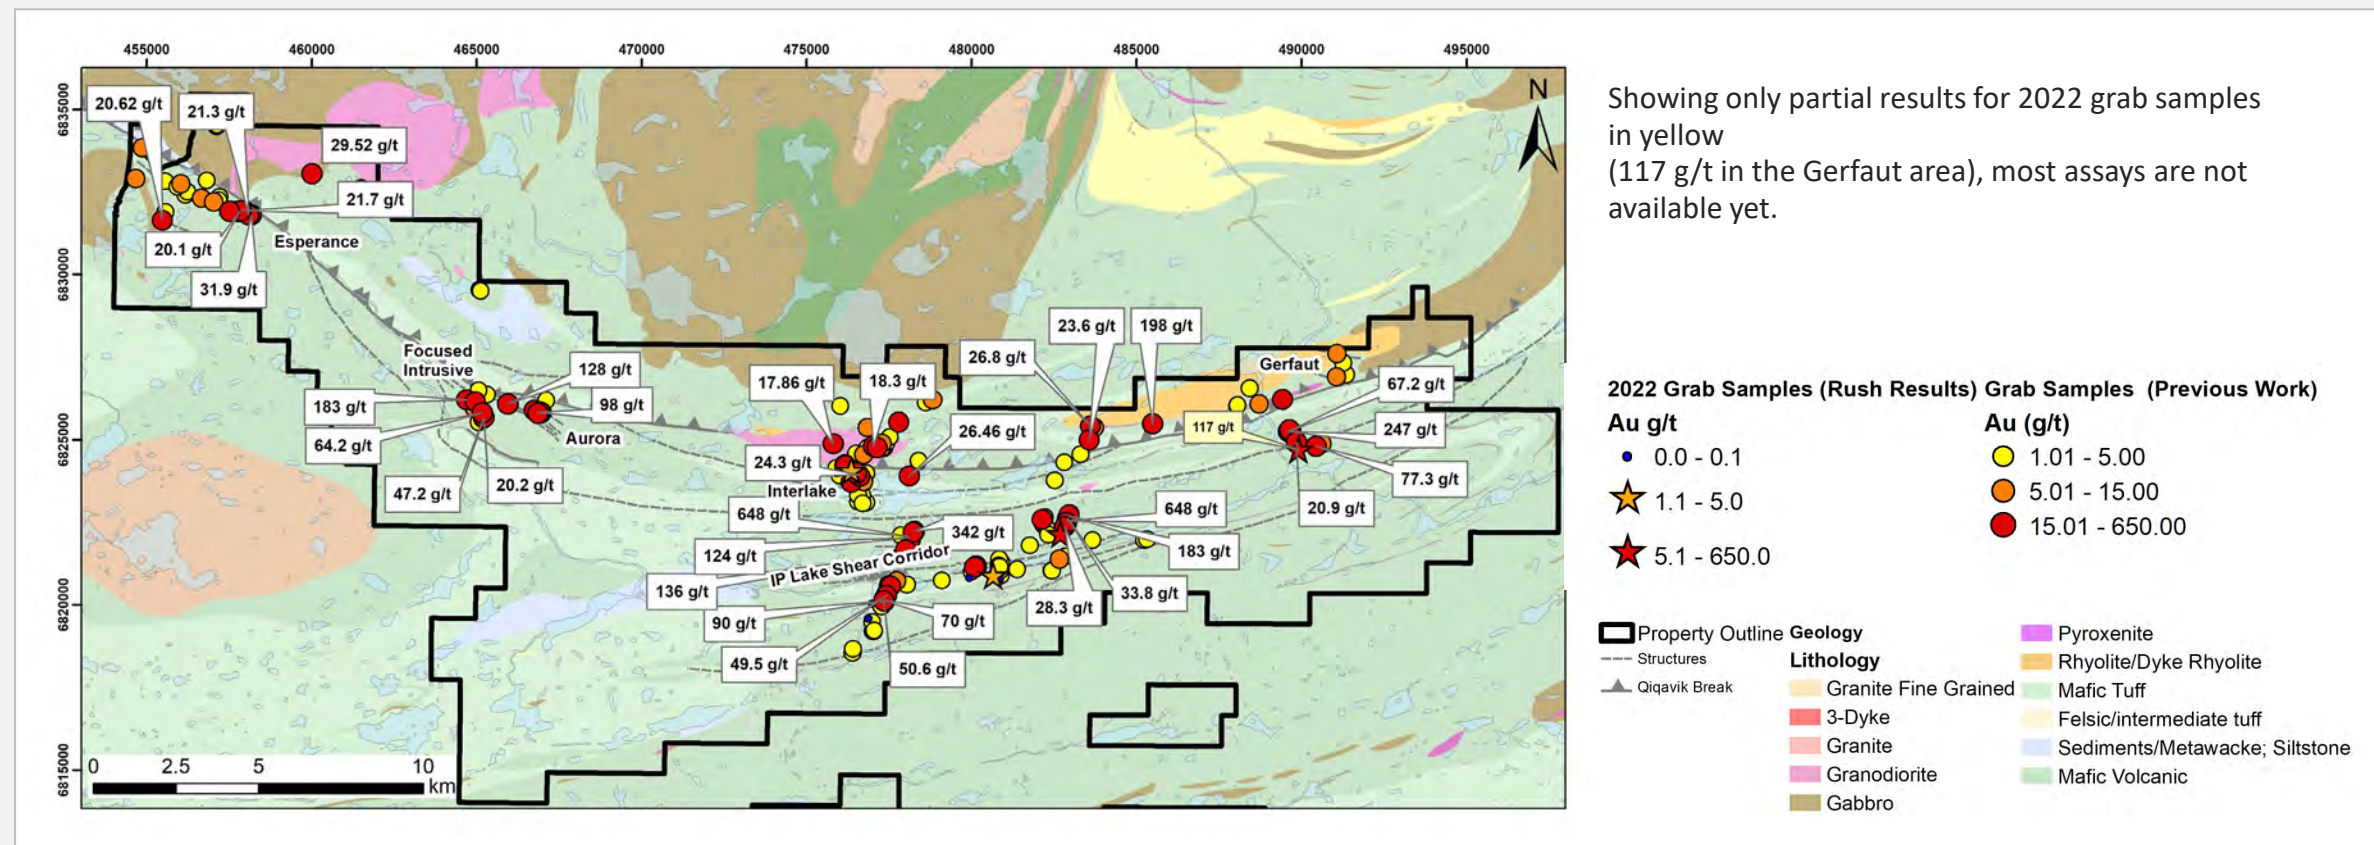 455000
460000
465000
470000
475000
480000
485000
490000
495000
6835000
6830000
6825000
6820000
6815000
N
20.62 g/t
21.3 g/t
29.52 g/t
21.7 g/t
20.1 g/t
Esperance
31.9 g/t
Focused
Intrusive
128 g/t
183 g/t
98 g/t
64.2 g/t
Aurora
47.2 g/t
20.2 g/t
17.86 g/t
18.3 g/t
26.8 g/t
23.6 g/t
198 g/t
26.46 g/t
24.3 g/t
Interlake
Gerfaut
67.2 g/t
117 g/t
247 g/t
77.3 g/t
20.9 g/t
648 g/t
342 g/t
124 g/t
IP Lake Shear Corridor
136 g/t
90 g/t
70 g/t
49.5 g/t
50.6 g/t
648 g/t
183 g/t
33.8 g/t
28.3 g/t
0
2.5
5
10
km
Showing only partial results for 2022 grab samples
in yellow
(117 g/t in the Gerfaut area), most assays are not
available yet.
2022 Grab Samples (Rush Results)
Au g/t
0.0 - 0.1
1.1 - 5.0
5.1 - 650.0
Grab Samples (Previous Work)
Au (g/t)
1.01 - 5.00
5.01 - 15.00
15.01 - 650.00
Property Outline
Structures
Qiqavik Break
Geology
Lithology
Granite Fine Grained
3-Dyke
Granite
Granodiorite
Gabbro
Pyroxenite
Rhyolite/Dyke Rhyolite
Mafic Tuff
Felsic/intermediate tuff
Sediments/Metawacke; Siltstone
Mafic Volcanic